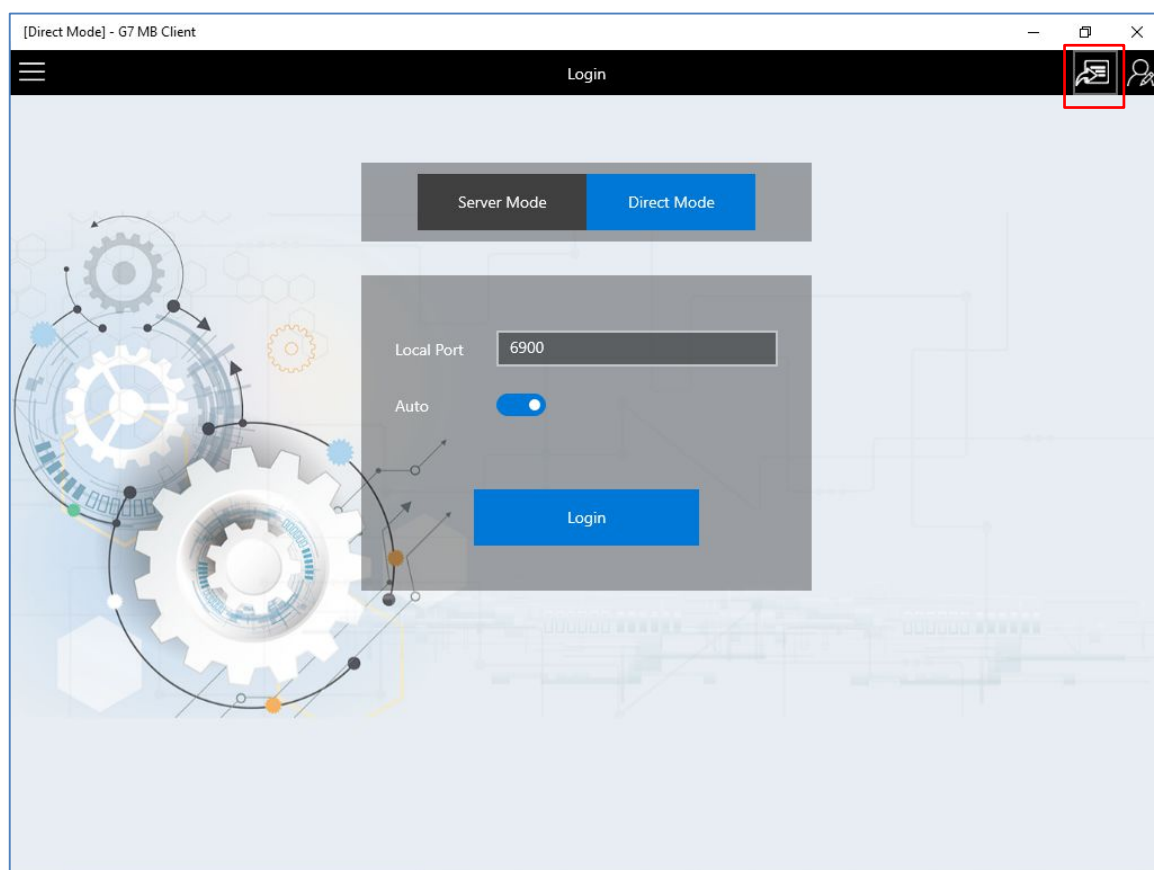 [Direct Mode] - G7 MB Client
Login
Server Mode
Direct Mode
Local Port
6900
Auto
Login